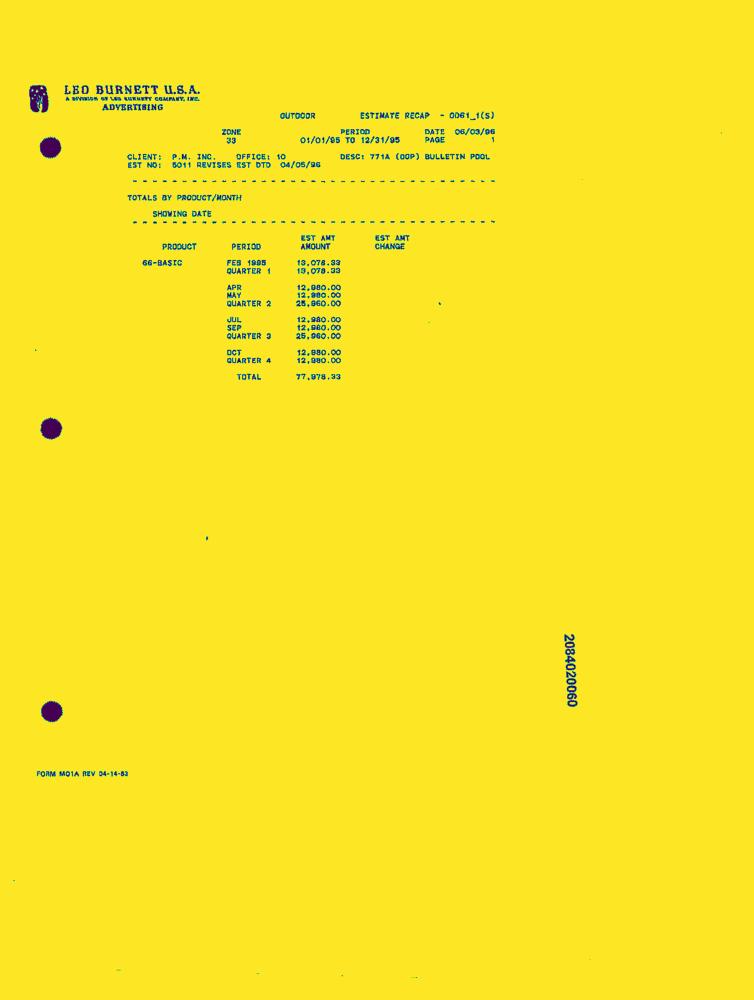 LEO BURNETT U.S.A.
A DIVISION OF LEO BURNETT COMPANY, INC.
ADVERTISING
OUTDOOR ESTIMATE RECAP - OD61_1(S)
ZONE PERIOD DATE 06/03/96
33 01/01/95 TO 12/31/95 PAGE 1
CLIENT: P.M. INC. OFFICE: 10 DESC: 771A (OOP) BULLETIN POOL
EST NO: 5011 REVISES EST DTD 04/05/96
TOTALS BY PRODUCT/MONTH
SHOWING DATE
EST AMT EST AMT
PRODUCT PERIOD AMOUNT CHANGE
66-BASIC FEB 1995 13,078.33
QUARTER 1 13,078.33
APR 12,980.00
MAY 12,980.00
QUARTER 2 25,960.00
JUL 12,980.00
SEP 12,980.00
QUARTER 3 25,960.00
OCT 12,980.00
QUARTER 4 12,980.00
TOTAL 77,978.33
2084020060
FORM MO1A REV 04-14-83